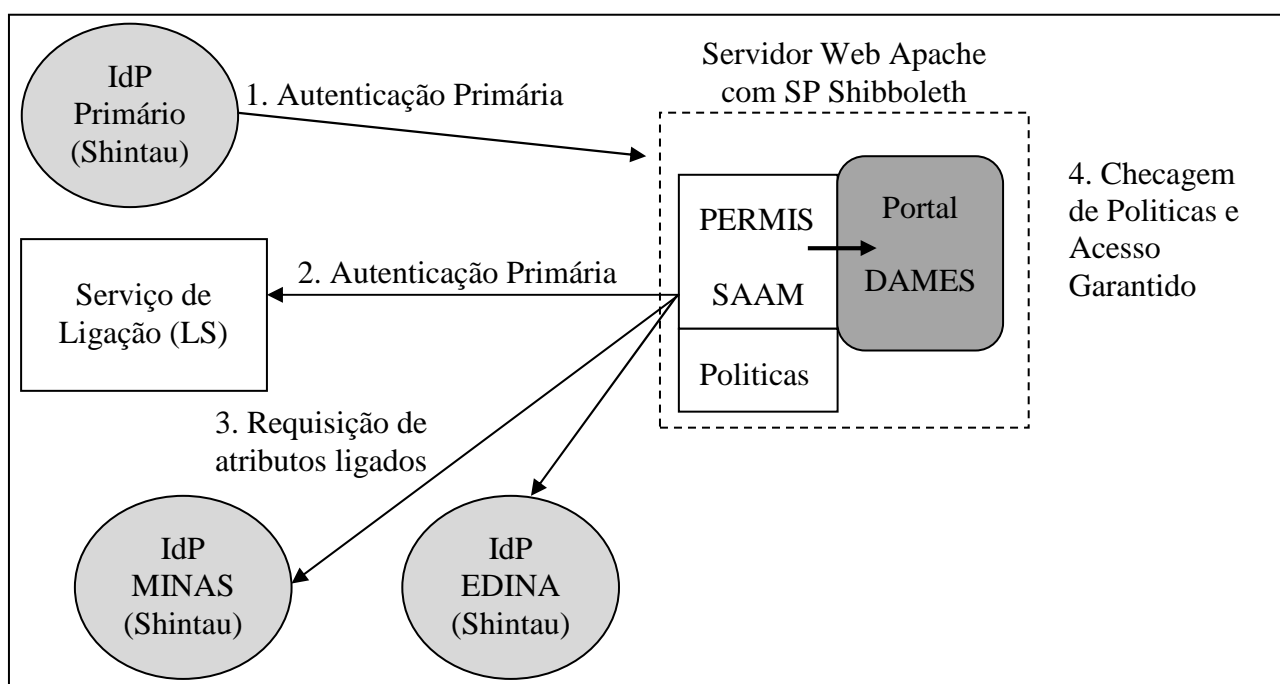 IdP
Primário
(Shintau)
1. Autenticação Primária
Servidor Web Apache
com SP Shibboleth
PERMIS
SAAM
Politicas
Portal
DAMES
4. Checagem
de Politicas e
Acesso
Garantido
2. Autenticação Primária
Serviço de
Ligação (LS)
3. Requisição de
atributos ligados
IdP
MINAS
(Shintau)
IdP
EDINA
(Shintau)